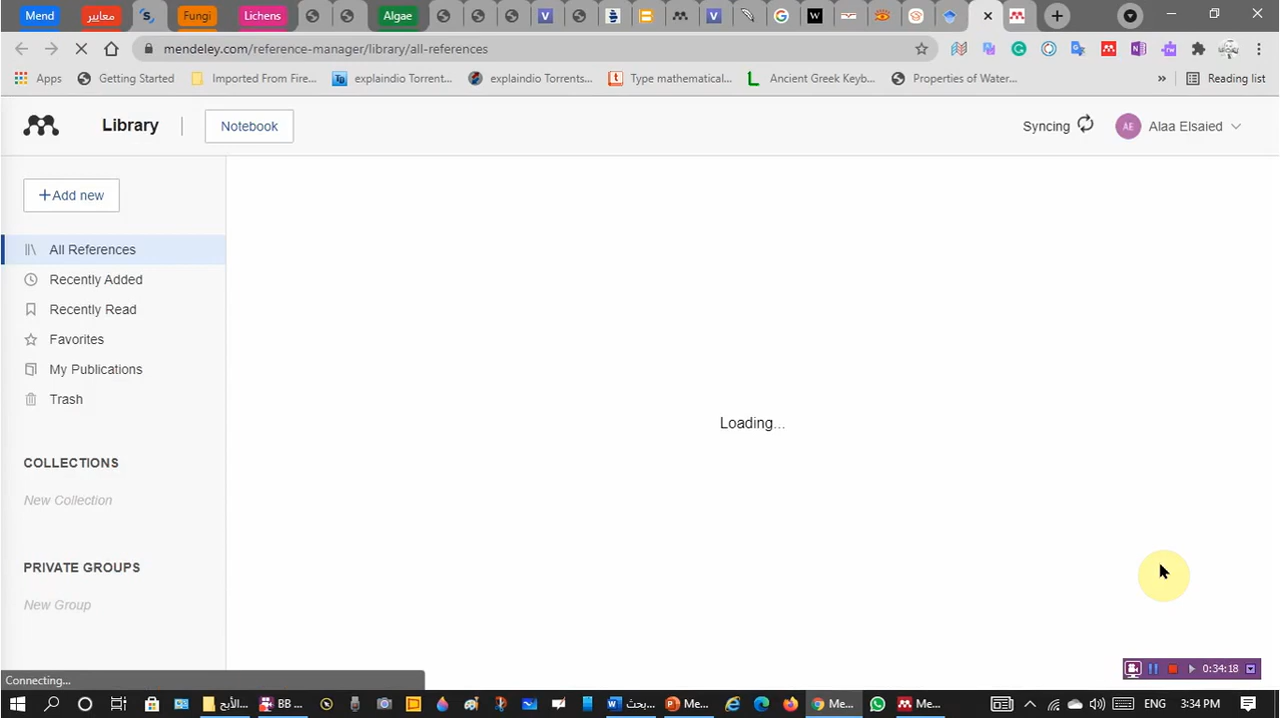 Mend معايير Fungi Lichens Algae
mendeley.com/reference-manager/library/all-references
Apps Getting Started Imported From Fire... explaindio Torrent... explaindio Torrents... Type mathematical... Ancient Greek Keyb... Properties of Water... » Reading list
Library Notebook Syncing AE Alaa Elsaied
+Add new
All References
Recently Added
Recently Read
Favorites
My Publications
Trash
Loading...
COLLECTIONS
New Collection
PRIVATE GROUPS
New Group
0:34:18
Connecting...
BB ... Me... Me... Me... ENG 3:34 PM